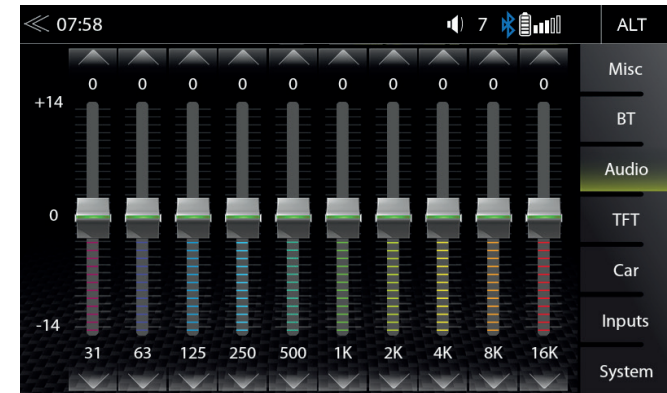 07:58 7 ALT
Misc
0 0 0 0 0 0 0 0 0 0
+14
BT
Audio
0
TFT
Car
-14
Inputs
31 63 125 250 500 1K 2K 4K 8K 16K
System